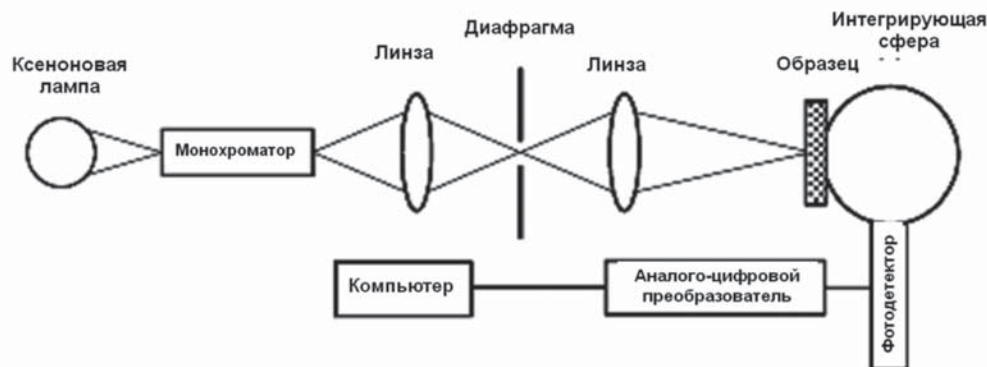 Ксеноновая
лампа
Монохроматор
Линза
Диафрагма
Линза
Образец
Интегрирующая
сфера
Компьютер
Аналого-цифровой
преобразователь
Фотодетектор